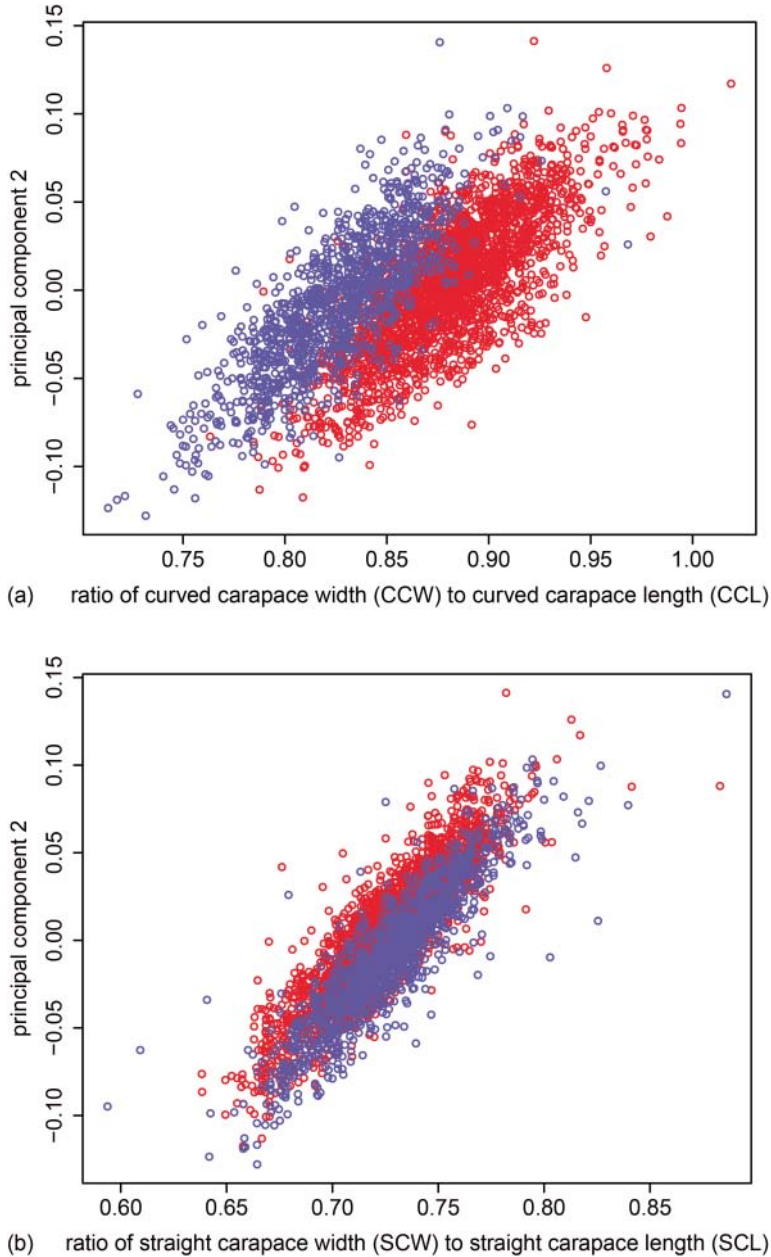 0.15
0.10
0.05
0.00
−0.05
−0.10
principal component 2
0.75 0.80 0.85 0.90 0.95 1.00
(a) ratio of curved carapace width (CCW) to curved carapace length (CCL)
0.15
0.10
0.05
0.00
−0.05
−0.10
principal component 2
0.60 0.65 0.70 0.75 0.80 0.85
(b) ratio of straight carapace width (SCW) to straight carapace length (SCL)